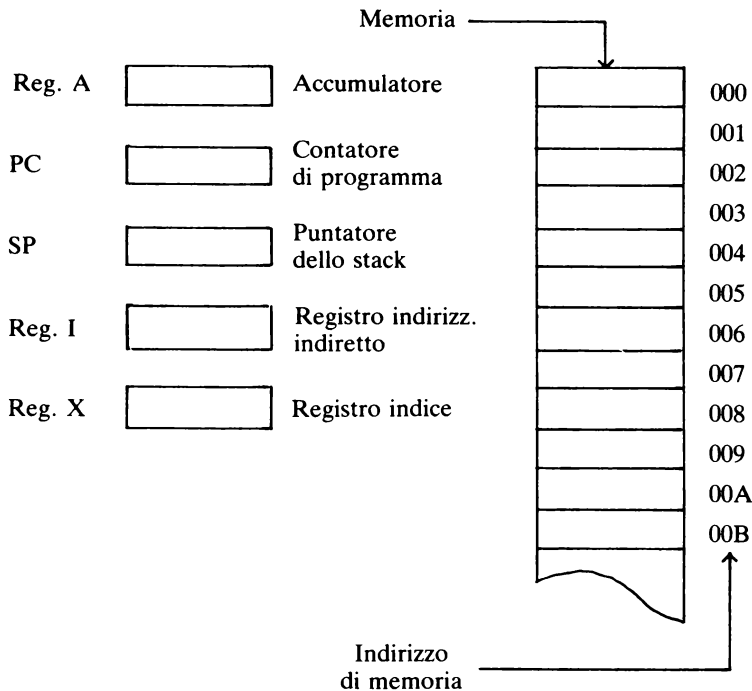 Memoria
Reg. A Accumulatore
PC Contatore
di programma
SP Puntatore
dello stack
Reg. I Registro indirizz.
indiretto
Reg. X Registro indice
000
001
002
003
004
005
006
007
008
009
00A
00B
Indirizzo
di memoria